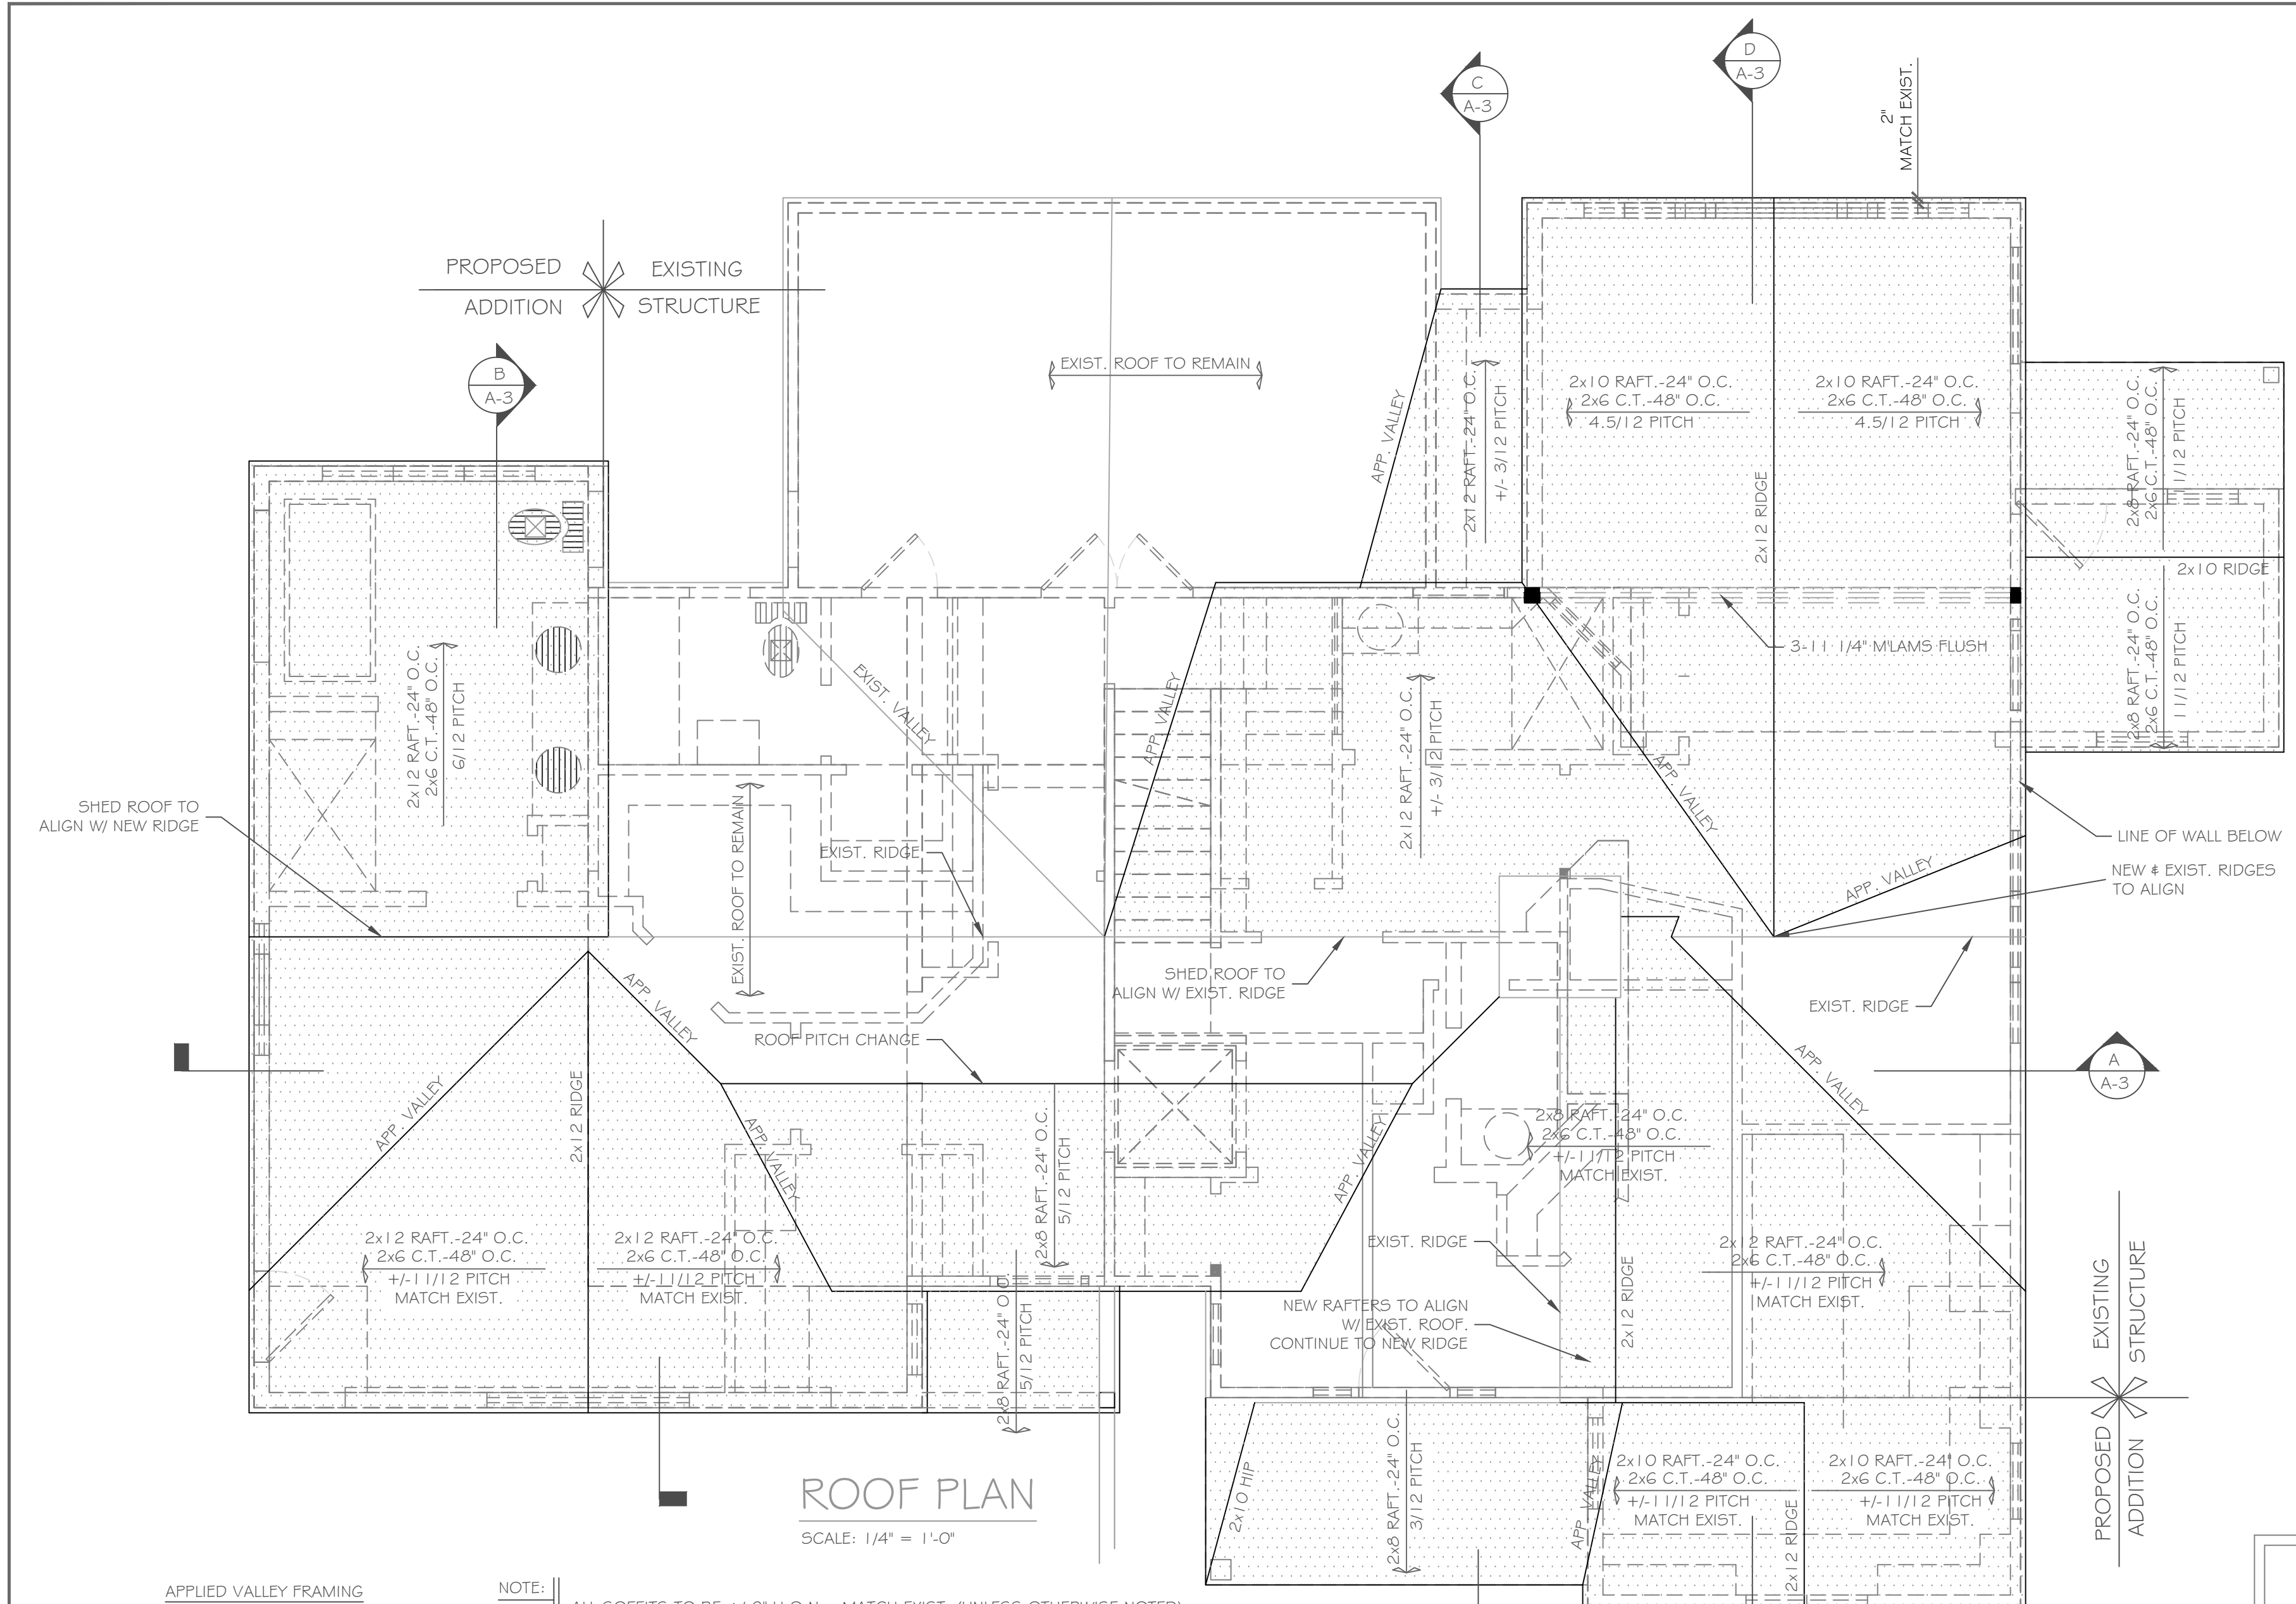 D
A-3
C
A-3
2"
MATCH EXIST.
PROPOSED
ADDITION
EXISTING
STRUCTURE
B
A-3
EXIST. ROOF TO REMAIN
APP. VALLEY
2x12 RAFT.-24" O.C.
+/- 3/12 PITCH
2x10 RAFT.-24" O.C.
2x6 C.T.-48" O.C.
4.5/12 PITCH
2x10 RAFT.-24" O.C.
2x6 C.T.-48" O.C.
4.5/12 PITCH
2x12 RIDGE
2x8 RAFT.-24" O.C.
2x6 C.T.-48" O.C.
11/12 PITCH
2x10 RIDGE
2x8 RAFT.-24" O.C.
2x6 C.T.-48" O.C.
11/12 PITCH
3-11 1/4" M'LAMS FLUSH
2x12 RAFT.-24" O.C.
2x6 C.T.-48" O.C.
6/12 PITCH
EXIST. VALLEY
APP. VALLEY
2x12 RAFT.-24" O.C.
+/- 3/12 PITCH
APP. VALLEY
SHED ROOF TO
ALIGN W/ NEW RIDGE
EXIST. ROOF TO REMAIN
EXIST. RIDGE
LINE OF WALL BELOW
NEW & EXIST. RIDGES
TO ALIGN
APP. VALLEY
SHED ROOF TO
ALIGN W/ EXIST. RIDGE
EXIST. RIDGE
APP. VALLEY
ROOF PITCH CHANGE
APP. VALLEY
A
A-3
APP. VALLEY
2x12 RIDGE
APP. VALLEY
2x8 RAFT.-24" O.C.
5/12 PITCH
APP. VALLEY
2x8 RAFT.-24" O.C.
2x6 C.T.-48" O.C.
+/-11/12 PITCH
MATCH EXIST.
2x12 RAFT.-24" O.C.
2x6 C.T.-48" O.C.
+/-11/12 PITCH
MATCH EXIST.
2x12 RAFT.-24" O.C.
2x6 C.T.-48" O.C.
+/-11/12 PITCH
MATCH EXIST.
EXIST. RIDGE
2x12 RAFT.-24" O.C.
2x6 C.T.-48" O.C.
+/-11/12 PITCH
MATCH EXIST.
NEW RAFTERS TO ALIGN
W/ EXIST. ROOF.
CONTINUE TO NEW RIDGE
2x12 RIDGE
2x8 RAFT.-24" O.C.
5/12 PITCH
EXISTING
STRUCTURE
PROPOSED
ADDITION
2x10 HIP
2x8 RAFT.-24" O.C.
3/12 PITCH
APP. VALLEY
2x10 RAFT.-24" O.C.
2x6 C.T.-48" O.C.
+/-11/12 PITCH
MATCH EXIST.
2x12 RIDGE
2x10 RAFT.-24" O.C.
2x6 C.T.-48" O.C.
+/-11/12 PITCH
MATCH EXIST.
ROOF PLAN
SCALE: 1/4" = 1'-0"
APPLIED VALLEY FRAMING
NOTE: